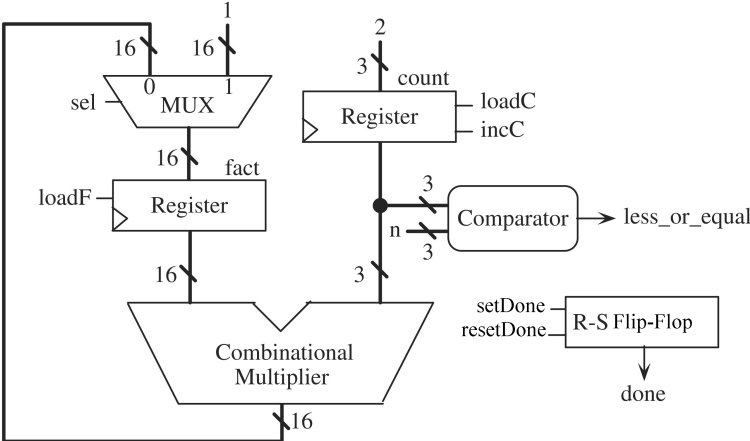 1
2
16
16
3
count
0
1
sel
MUX
Register
loadC
incC
16
fact
loadF
Register
3
Comparator
less_or_equal
n
3
16
3
setDone
resetDone
R-S Flip-Flop
Combinational
Multiplier
done
16